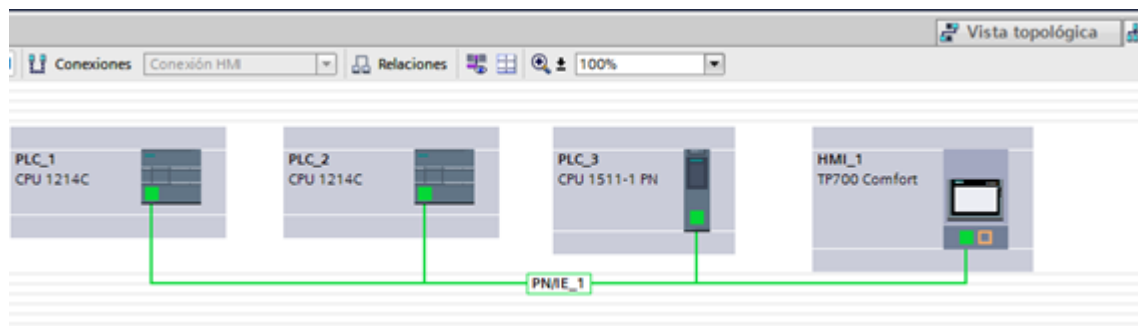 Vista topológica
Conexiones Conexión HMI Relaciones 100%
PLC_1
CPU 1214C
PLC_2
CPU 1214C
PLC_3
CPU 1511-1 PN
HMI_1
TP700 Comfort
PN/IE_1